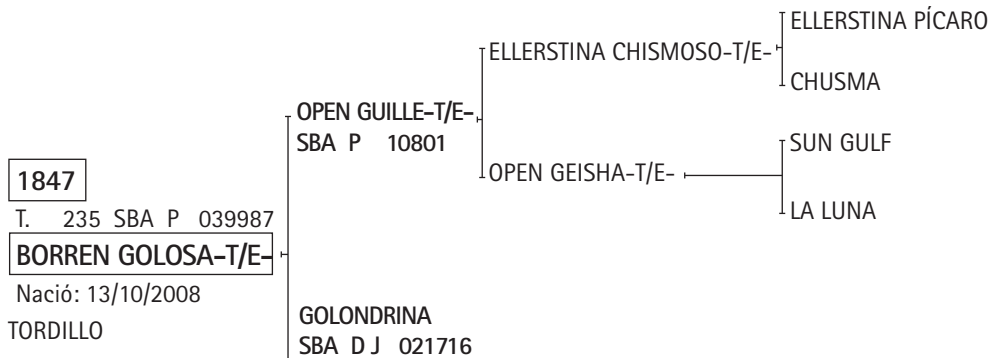 ELLERSTINA PÍCARO
ELLERSTINA CHISMOSO-T/E-
CHUSMA
OPEN GUILLE-T/E-
SBA P 10801
SUN GULF
OPEN GEISHA-T/E-
LA LUNA
1847
T. 235 SBA P 039987
BORREN GOLOSA-T/E-
Nació: 13/10/2008
TORDILLO
GOLONDRINA
SBA D J 021716